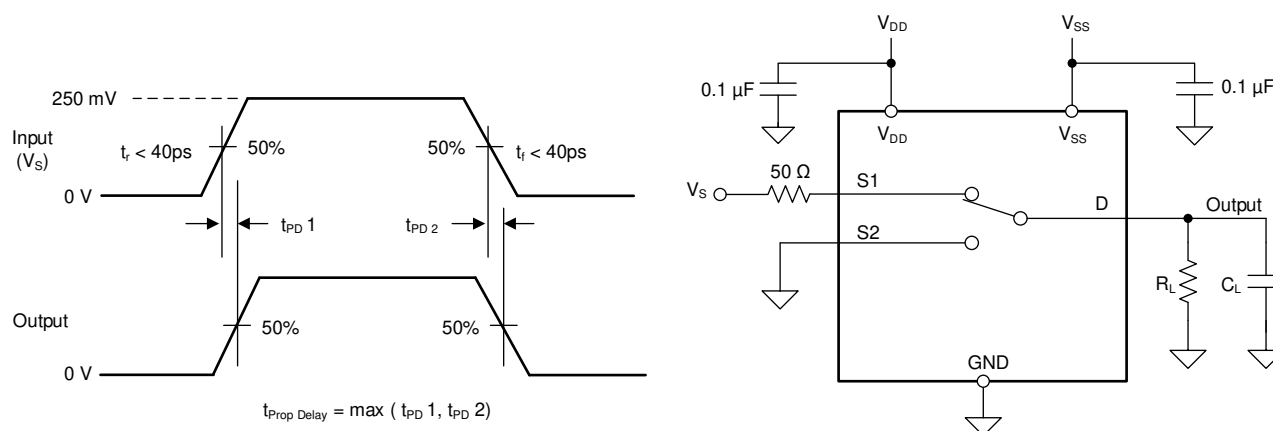 250 mV
Input
(VS)
tr < 40ps
50%
50%
tf < 40ps
0 V
tPD 1
tPD 2
Output
50%
50%
0 V
tProp Delay = max ( tPD 1, tPD 2)
VDD
VSS
0.1 µF
0.1 µF
VDD
VSS
VS
50 Ω
S1
D
Output
S2
RL
CL
GND